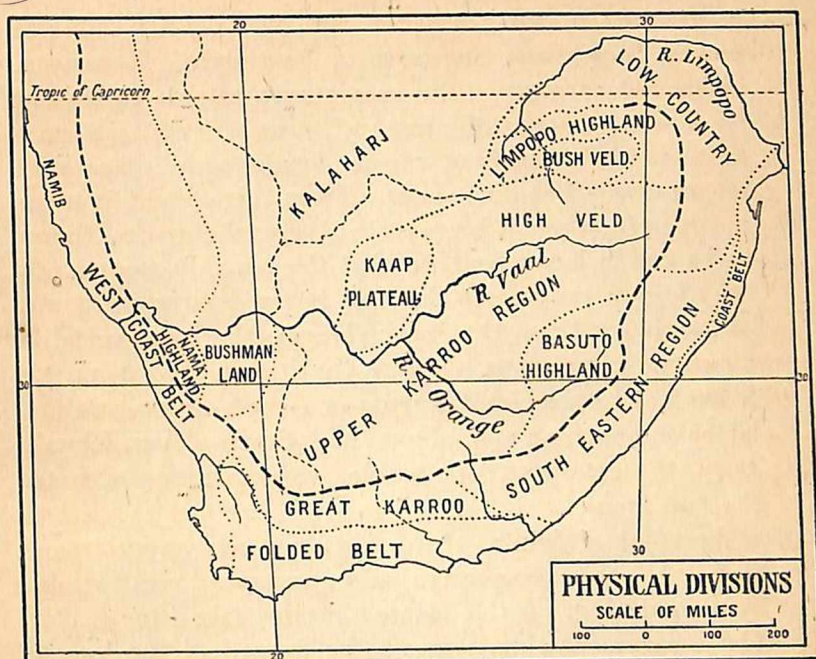 20
30
R. Limpopo
LOW COUNTRY
Tropic of Capricorn
LIMPOPO HIGHLAND
BUSH VELD
KALAHARI
NAMIB
HIGH VELD
KAAP
PLATEAU
R Vaal
WEST COAST BELT
COAST BELT
NAMA
HIGHLAND
BUSHMAN
LAND
UPPER KARROO REGION
BASUTO
HIGHLAND
30
30
R. Orange
SOUTH EASTERN REGION
GREAT KARROO
FOLDED BELT
30
PHYSICAL DIVISIONS
SCALE OF MILES
100 0 100 200
20